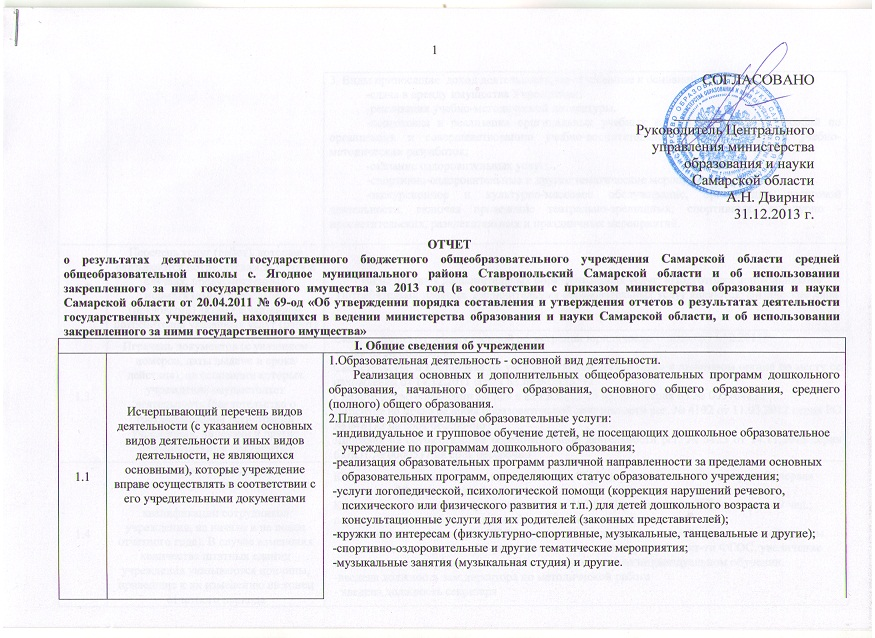 1
СОГЛАСОВАНО
Руководитель Центрального
управления министерства
образования и науки
Самарской области
А.Н. Двирник
31.12.2013 г.
ОТЧЕТ
о результатах деятельности государственного бюджетного общеобразовательного учреждения Самарской области средней
общеобразовательной школы с. Ягодное муниципального района Ставропольский Самарской области и об использовании
закрепленного за ним государственного имущества за 2013 год (в соответствии с приказом министерства образования и науки
Самарской области от 20.04.2011 № 69-од «Об утверждении порядка составления и утверждения отчетов о результатах деятельности
государственных учреждений, находящихся в ведении министерства образования и науки Самарской области, и об использовании
закрепленного за ними государственного имущества»
I. Общие сведения об учреждении
1.1
Исчерпывающий перечень видов
деятельности (с указанием основных
видов деятельности и иных видов
деятельности, не являющихся
основными), которые учреждение
вправе осуществлять в соответствии с
его учредительными документами
1.Образовательная деятельность - основной вид деятельности.
Реализация основных и дополнительных общеобразовательных программ дошкольного
образования, начального общего образования, основного общего образования, среднего
(полного) общего образования.
2.Платные дополнительные образовательные услуги:
-индивидуальное и групповое обучение детей, не посещающих дошкольное образовательное
учреждение по программам дошкольного образования;
-реализация образовательных программ различной направленности за пределами основных
образовательных программ, определяющих статус образовательного учреждения;
-услуги логопедической, психологической помощи (коррекция нарушений речевого,
психического или физического развития и т.п.) для детей дошкольного возраста и
консультационные услуги для их родителей (законных представителей);
-кружки по интересам (физкультурно-спортивные, музыкальные, танцевальные и другие);
-спортивно-оздоровительные и другие тематические мероприятия;
-музыкальные занятия (музыкальная студия) и другие.